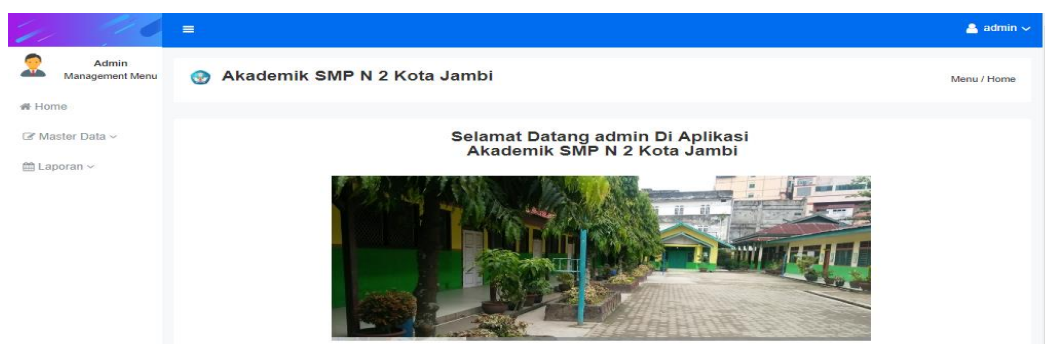 admin
Admin
Management Menu
Akademik SMP N 2 Kota Jambi
Menu / Home
Home
Master Data
Laporan
Selamat Datang admin Di Aplikasi
Akademik SMP N 2 Kota Jambi